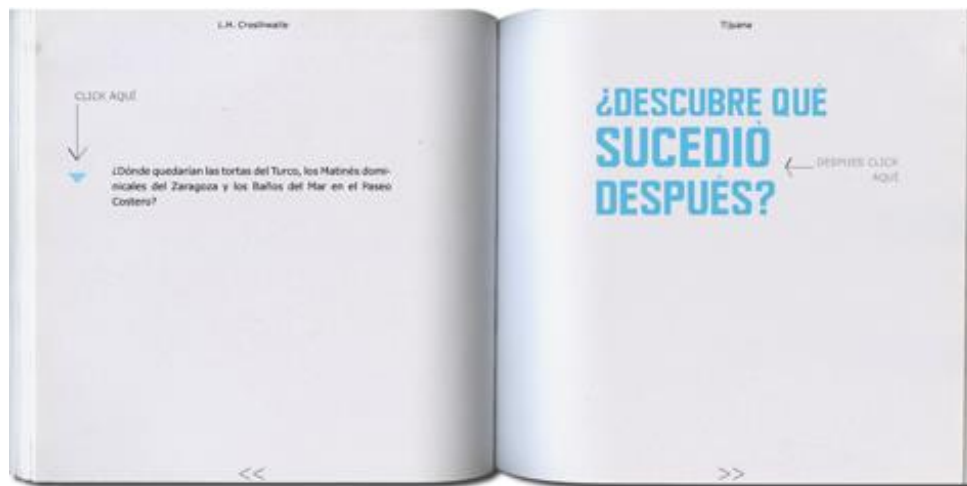 L.H. Crosthwaite
CLICK AQUÍ
¿Dónde quedarían las tortas del Turco, los Matinés domi-
nicales del Zaragoza y los Baños del Mar en el Paseo
Costero?
<<
Tijuana
¿DESCUBRE QUÉ
SUCEDIÓ
DESPUÉS?
DESPUES CLICK
AQUÍ
>>